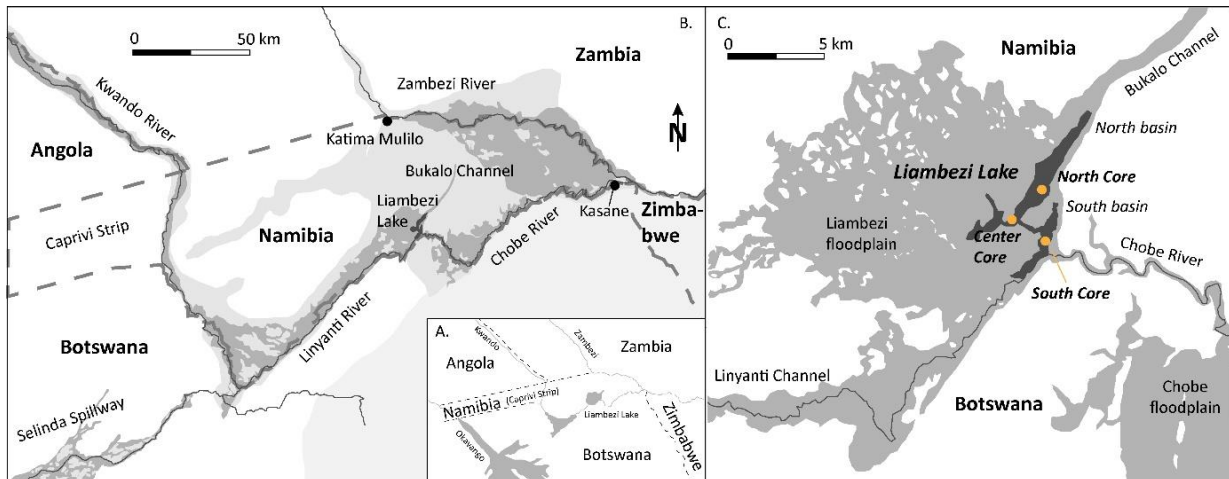 B.
0 50 km
Zambia
Zambezi River
Kwando River
N
Angola
Katima Mulilo
Bukalo Channel
Liambezi
Lake
Kasane
Zimba-
bwe
Caprivi Strip
Namibia
Chobe River
Linyanti River
Botswana
Selinda Spillway
A.
Kwando
Zambezi
Zambia
Angola
Namibia (Caprivi Strip)
Liambezi Lake
Zimbabwe
Okavango
Botswana
C.
0 5 km
Namibia
Bukalo Channel
North basin
Liambezi Lake
North Core
South basin
Liambezi
floodplain
Center
Core
Chobe River
South Core
Linyanti Channel
Botswana
Chobe
floodplain